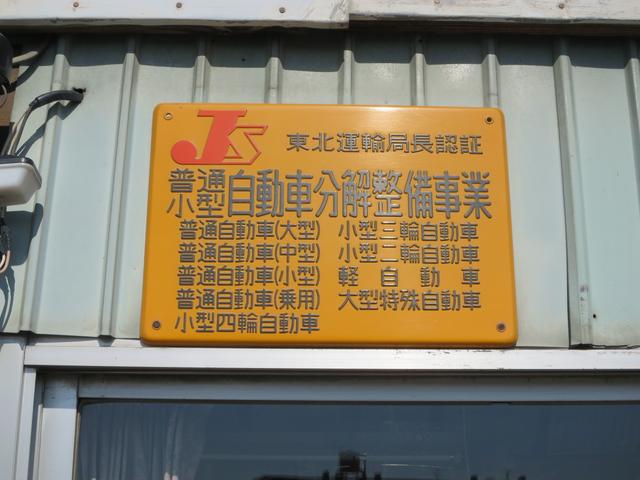 JS 東北運輸局長認証
普通
小型 自動車分解整備事業
普通自動車(大型) 小型三輪自動車
普通自動車(中型) 小型二輪自動車
普通自動車(小型) 軽自動車
普通自動車(乗用) 大型特殊自動車
小型四輪自動車